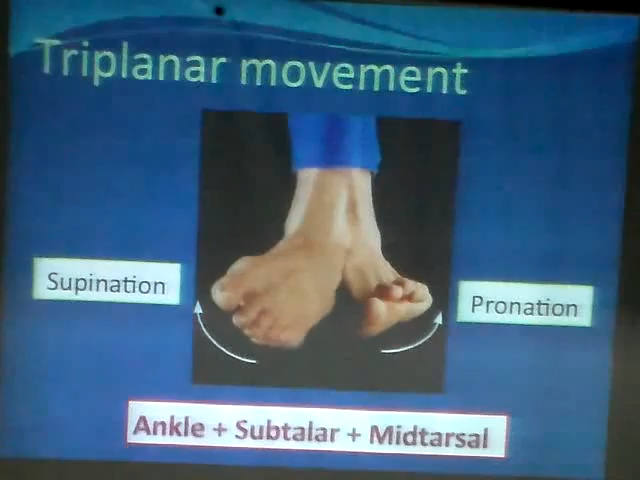 Triplanar movement
Supination
Pronation
Ankle + Subtalar + Midtarsal